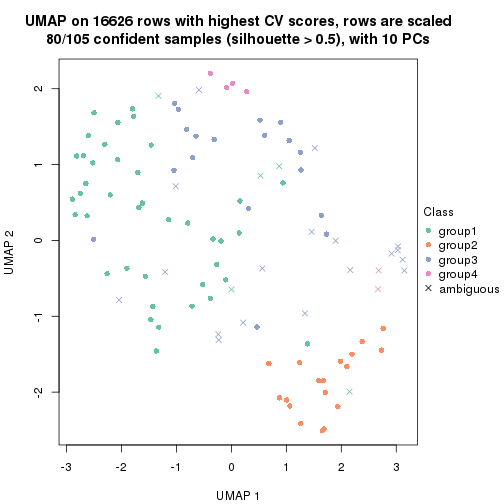 UMAP on 16626 rows with highest CV scores, rows are scaled
80/105 confident samples (silhouette > 0.5), with 10 PCs
2
1
0
-1
-2
UMAP 2
-3
-2
-1
0
1
2
3
UMAP 1
Class
group1
group2
group3
group4
ambiguous